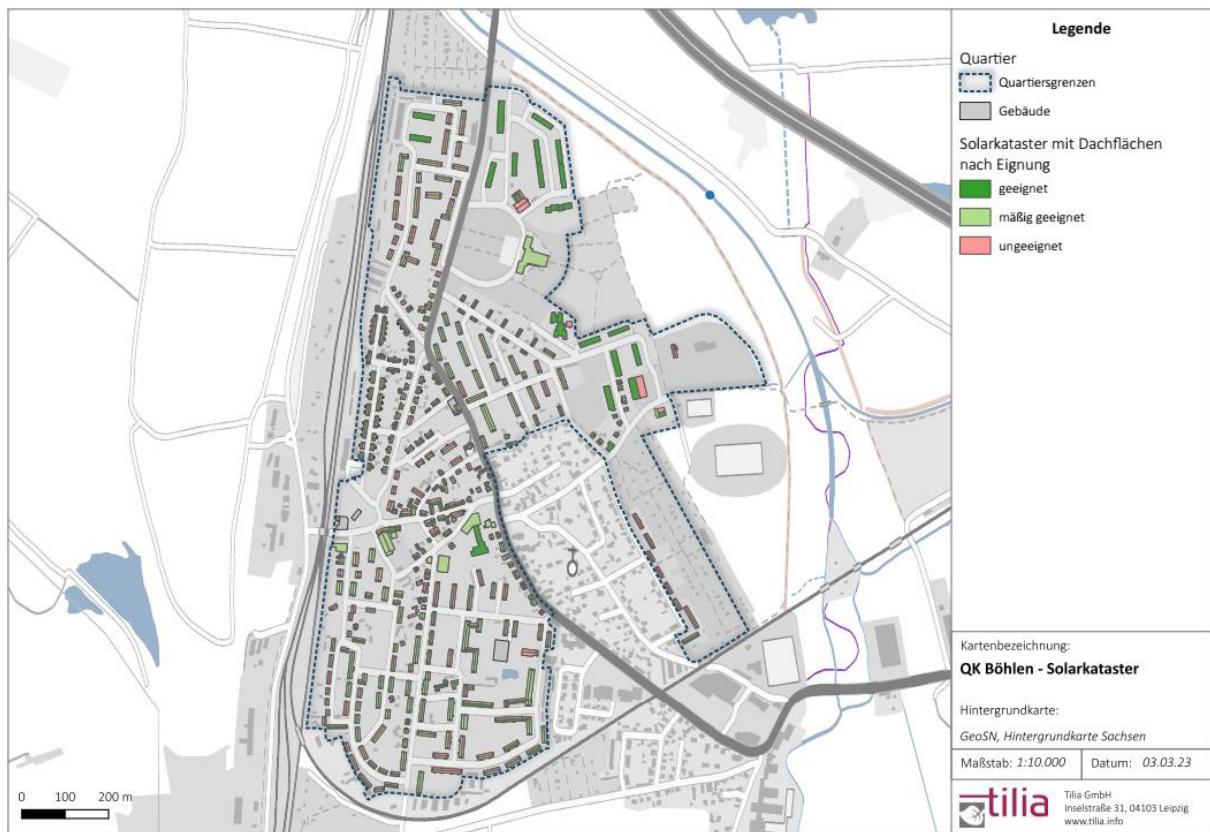 Legende
Quartier
Quartiersgrenzen
Gebäude
Solarkataster mit Dachflächen
nach Eignung
geeignet
mäßig geeignet
ungeeignet
Kartenbezeichnung:
QK Böhlen - Solarkataster
Hintergrundkarte:
GeoSN, Hintergrundkarte Sachsen
Maßstab: 1:10.000
Datum: 03.03.23
tilia
Tilia GmbH
Inselstraße 31, 04103 Leipzig
www.tilia.info
0 100 200 m